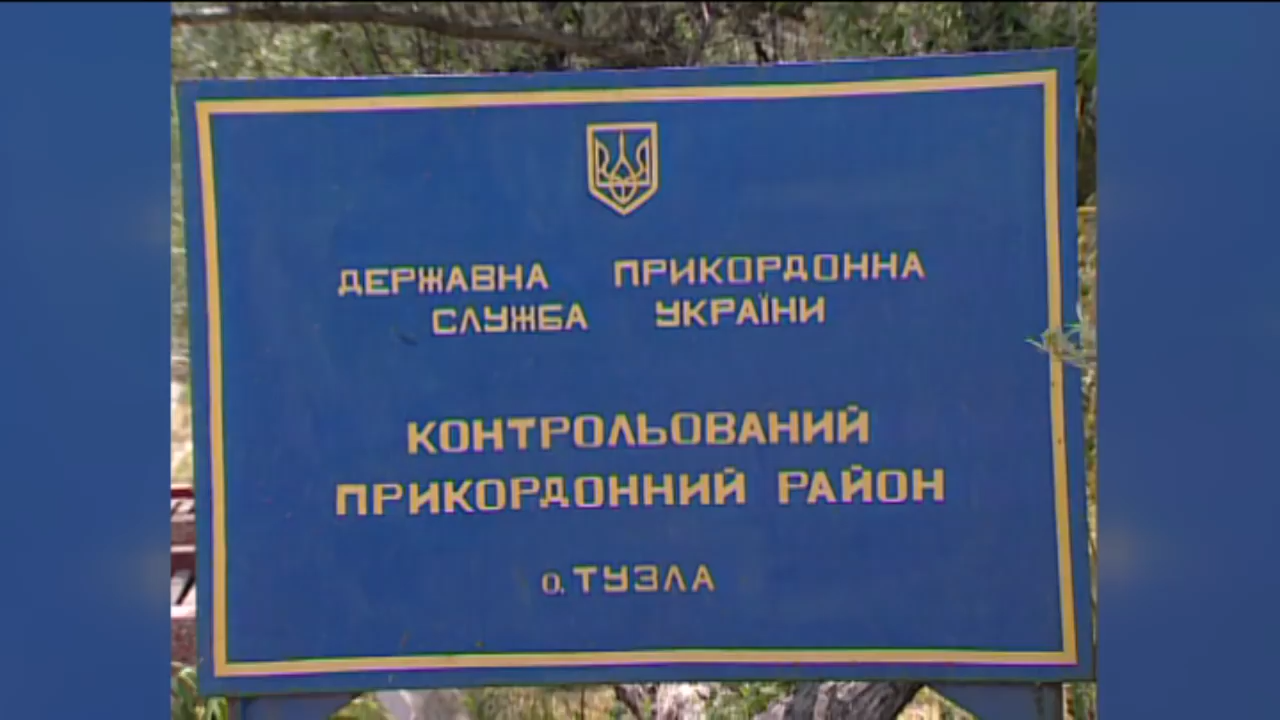 ДЕРЖАВНА ПРИКОРДОННА
СЛУЖБА УКРАЇНИ
КОНТРОЛЬОВАНИЙ
ПРИКОРДОННИЙ РАЙОН
о. ТУЗЛА